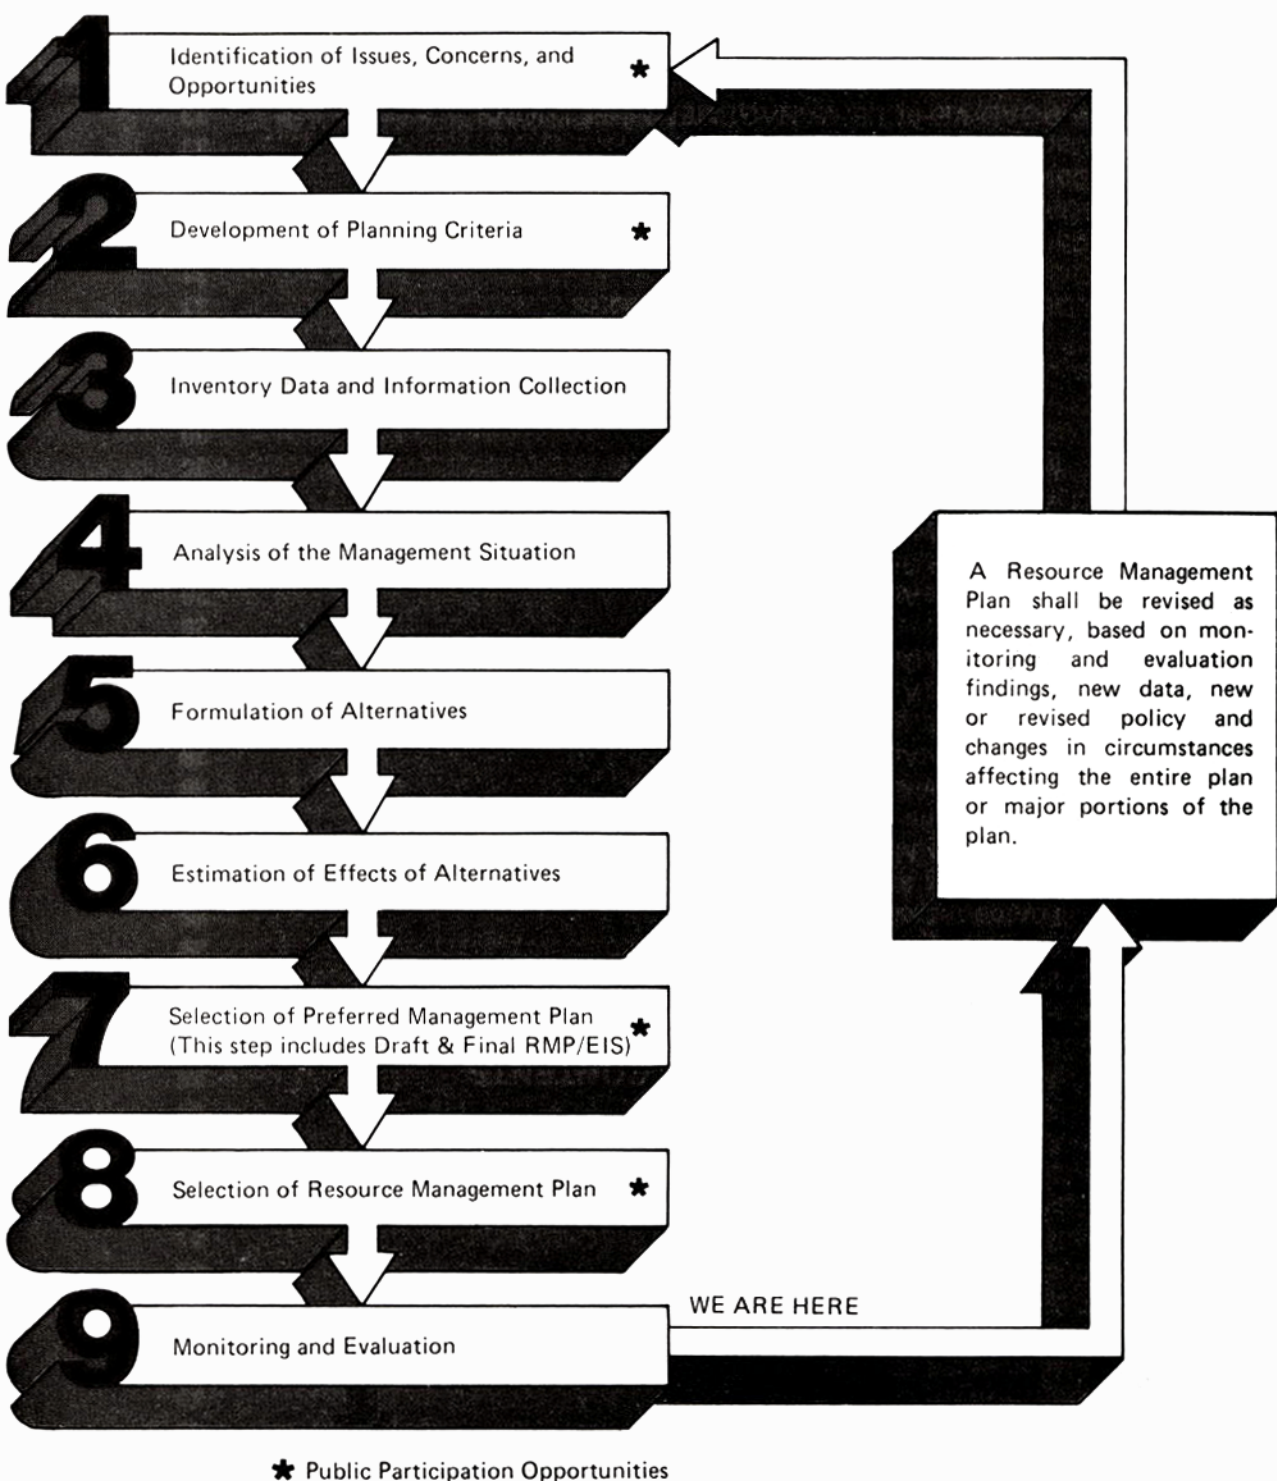 1
Identification of Issues, Concerns, and
Opportunities *
2
Development of Planning Criteria *
3
Inventory Data and Information Collection
4
Analysis of the Management Situation
5
Formulation of Alternatives
6
Estimation of Effects of Alternatives
7
Selection of Preferred Management Plan
(This step includes Draft & Final RMP/EIS) *
8
Selection of Resource Management Plan *
9
Monitoring and Evaluation
WE ARE HERE
A Resource Management
Plan shall be revised as
necessary, based on mon-
itoring and evaluation
findings, new data, new
or revised policy and
changes in circumstances
affecting the entire plan
or major portions of the
plan.
* Public Participation Opportunities